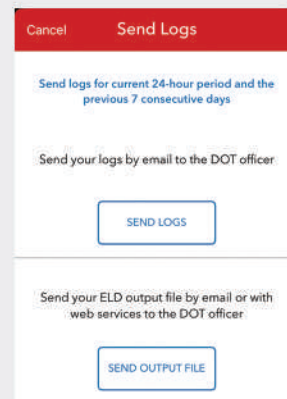 Cancel Send Logs
Send logs for current 24-hour period and the
previous 7 consecutive days
Send your logs by email to the DOT officer
SEND LOGS
Send your ELD output file by email or with
web services to the DOT officer
SEND OUTPUT FILE